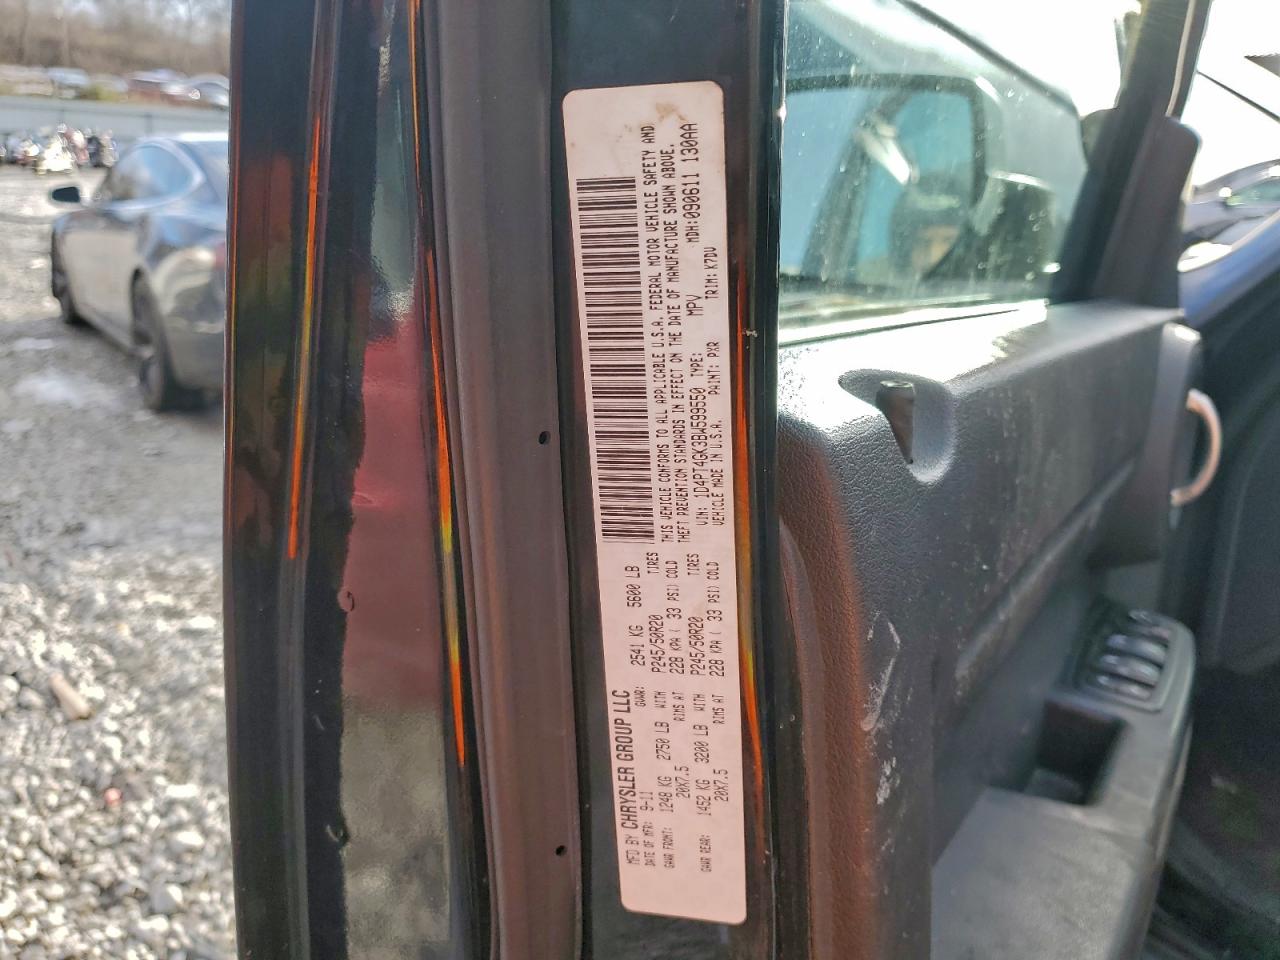 MFD BY CHRYSLER GROUP LLC
DATE OF MFR: 9-11 GVWR: 2541 KG 5600 LB
GAWR FRONT: 1248 KG 2750 LB WITH P245/50R20 TIRES
20X7.5 RIMS AT 228 KPA ( 33 PSI) COLD
GAWR REAR: 1452 KG 3200 LB WITH P245/50R20 TIRES
20X7.5 RIMS AT 228 KPA ( 33 PSI) COLD
THIS VEHICLE CONFORMS TO ALL APPLICABLE U.S.A. FEDERAL MOTOR VEHICLE SAFETY AND
THEFT PREVENTION STANDARDS IN EFFECT ON THE DATE OF MANUFACTURE SHOWN ABOVE.
VIN: 1D4PT4GK3BW599550 TYPE: MPV MDH:090611 130AA
VEHICLE MADE IN U.S.A. PAINT: PXR TRIM: K7DV